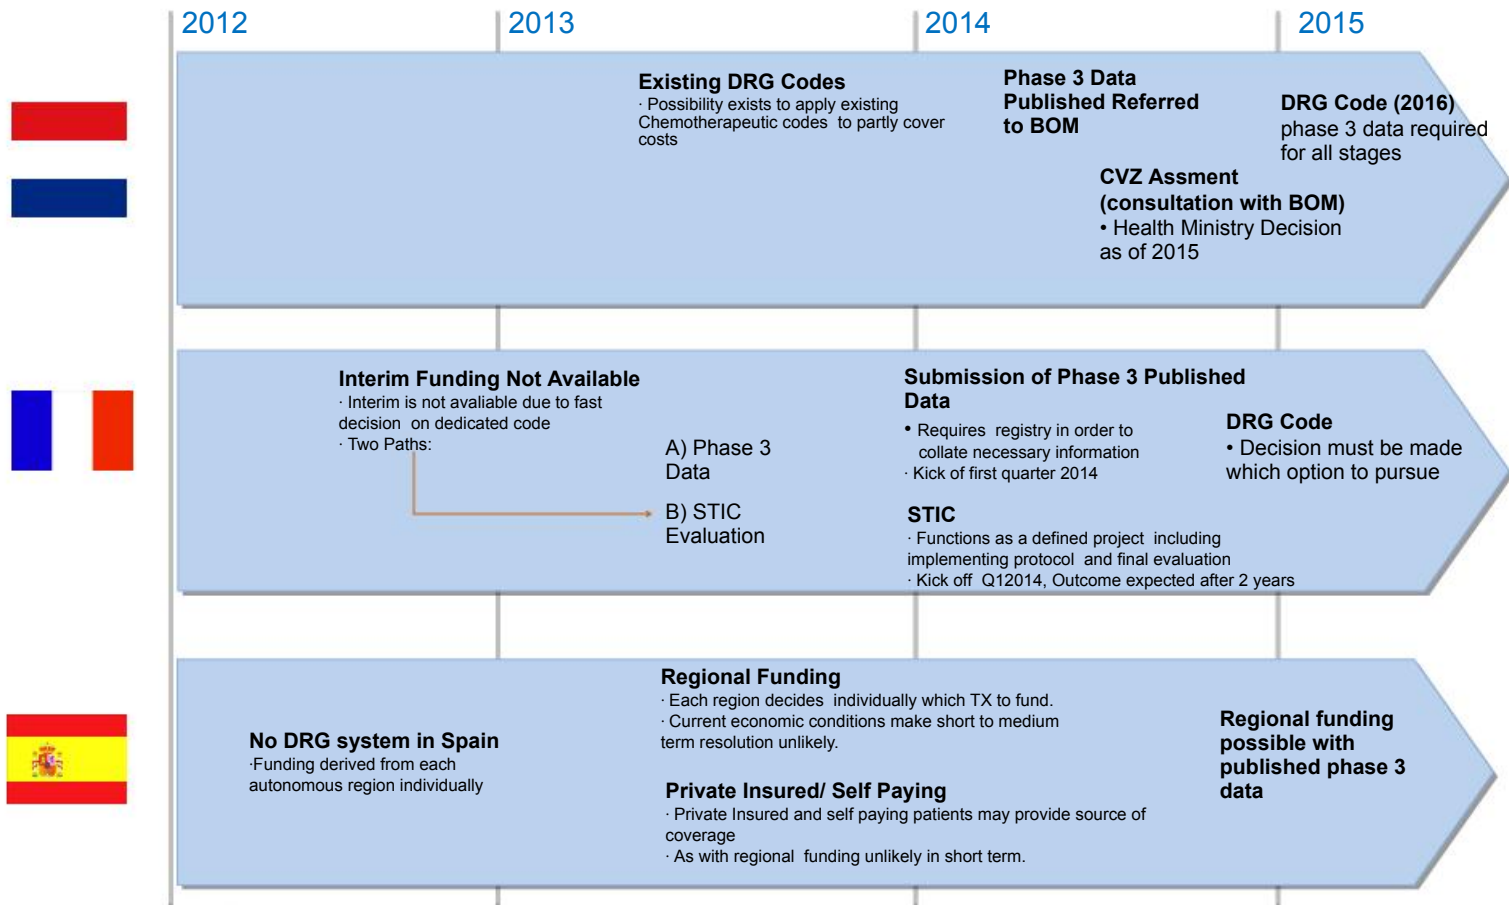 2012
2013
2014
2015
Existing DRG Codes
· Possibility exists to apply existing
Chemotherapeutic codes to partly cover
costs
Phase 3 Data
Published Referred
to BOM
CVZ Assment
(consultation with BOM)
• Health Ministry Decision
as of 2015
DRG Code (2016)
phase 3 data required
for all stages
Interim Funding Not Available
· Interim is not avaliable due to fast
decision on dedicated code
· Two Paths:
A) Phase 3
Data
B) STIC
Evaluation
Submission of Phase 3 Published
Data
• Requires registry in order to
collate necessary information
· Kick of first quarter 2014
STIC
· Functions as a defined project including
implementing protocol and final evaluation
· Kick off Q12014, Outcome expected after 2 years
DRG Code
• Decision must be made
which option to pursue
No DRG system in Spain
·Funding derived from each
autonomous region individually
Regional Funding
· Each region decides individually which TX to fund.
· Current economic conditions make short to medium
term resolution unlikely.
Private Insured/ Self Paying
· Private Insured and self paying patients may provide source of
coverage
· As with regional funding unlikely in short term.
Regional funding
possible with
published phase 3
data